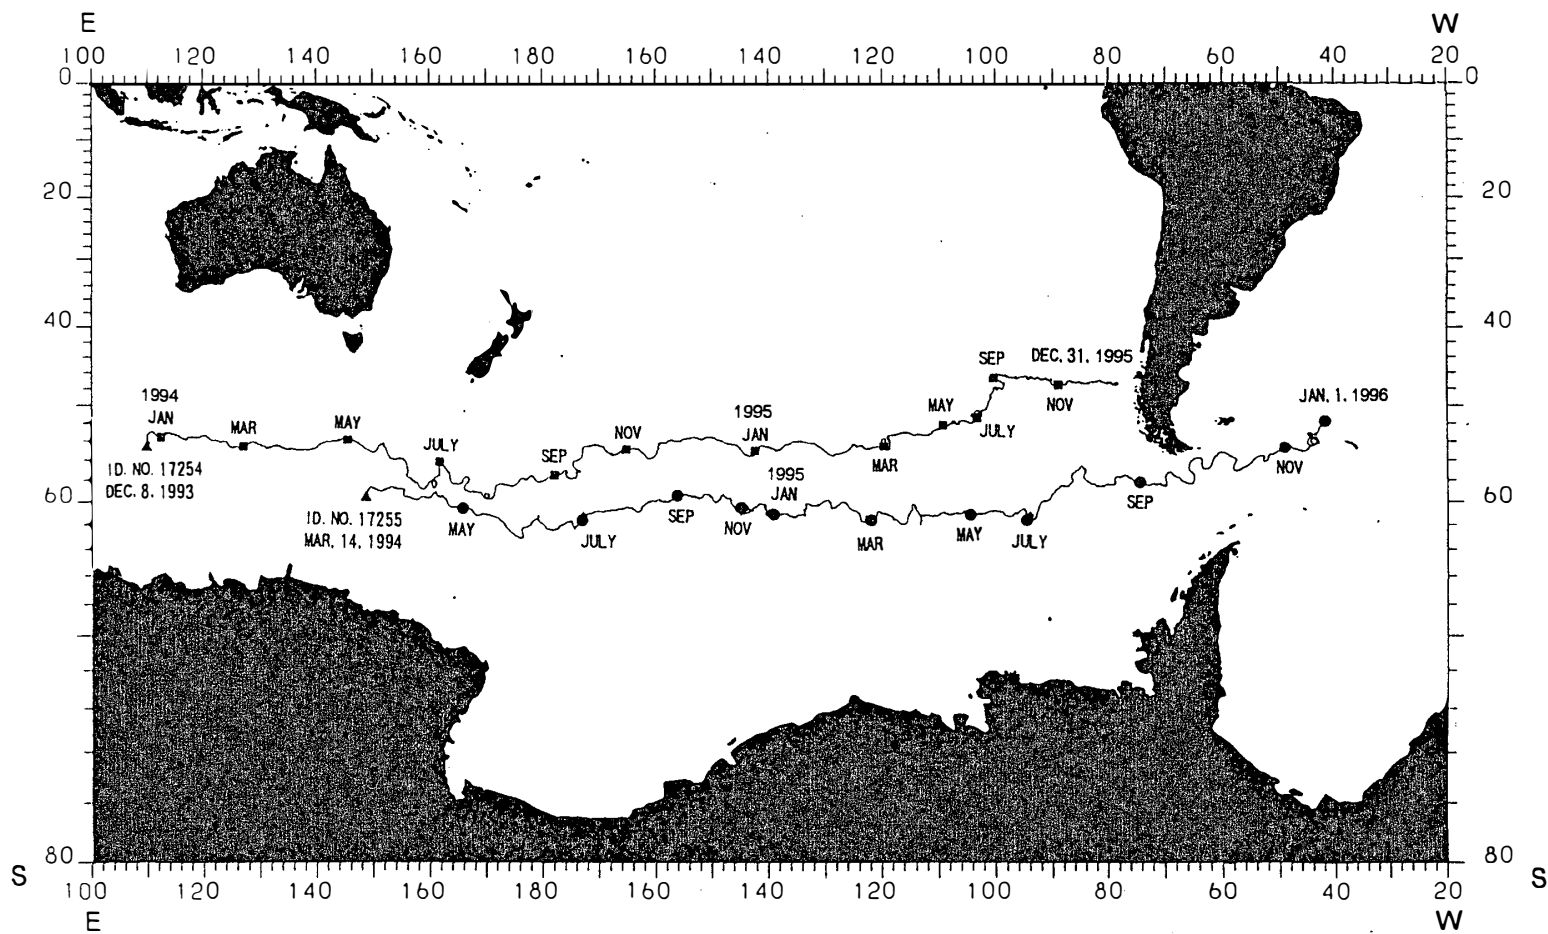 E W
100 120 140 160 180 160 140 120 100 80 60 40 20
0 0
20 20
40 40
SEP DEC. 31. 1995
1994 NOV JAN. 1. 1996
JAN MAR MAY 1995 MAY
JULY SEP NOV JAN MAR JULY
ID. NO. 17254
DEC. 8. 1993
1995
JAN
NOV
SEP
60 60
ID. NO. 17255
MAR. 14. 1994
MAY JULY SEP NOV MAR MAY JULY
80 80
S S
100 120 140 160 180 160 140 120 100 80 60 40 20
E W